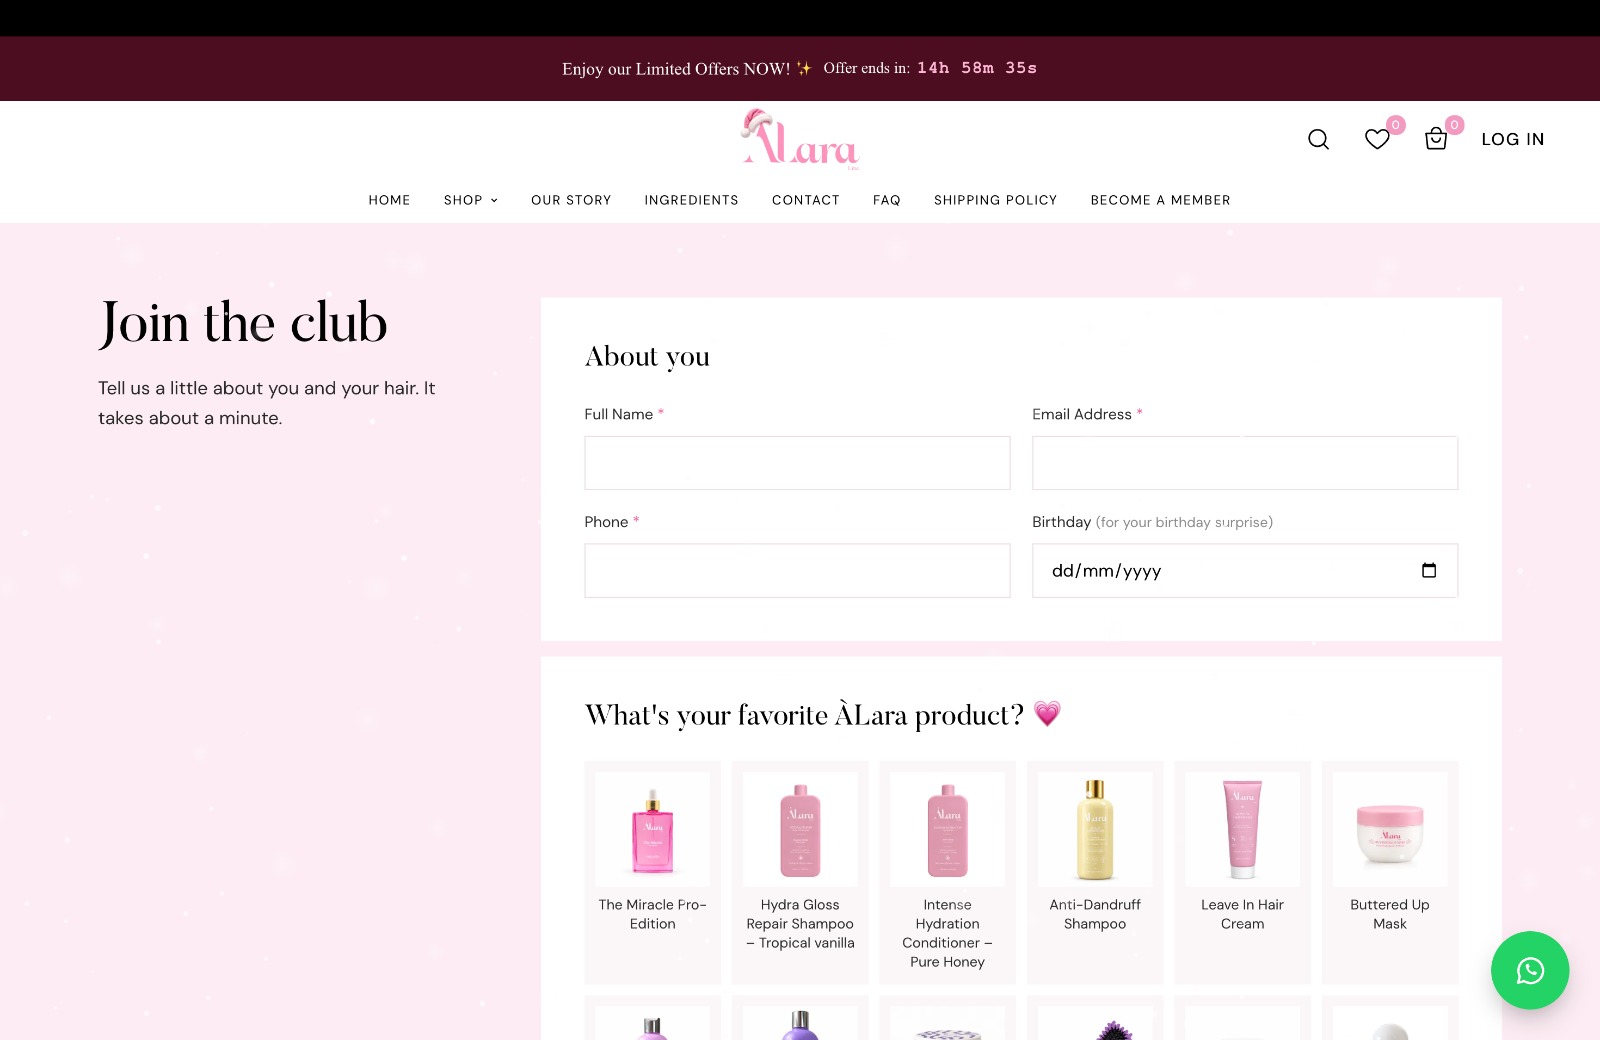 Enjoy our Limited Offers NOW! ✨ Offer ends in: 14h 58m 35s
ÀLara
0
0
LOG IN
HOME SHOP OUR STORY INGREDIENTS CONTACT FAQ SHIPPING POLICY BECOME A MEMBER
Join the club
Tell us a little about you and your hair. It
takes about a minute.
About you
Full Name *
Email Address *
Phone *
Birthday (for your birthday surprise)
dd/mm/yyyy
What's your favorite ÀLara product? 💗
The Miracle Pro-
Edition
Hydra Gloss
Repair Shampoo
– Tropical vanilla
Intense
Hydration
Conditioner –
Pure Honey
Anti-Dandruff
Shampoo
Leave In Hair
Cream
Buttered Up
Mask